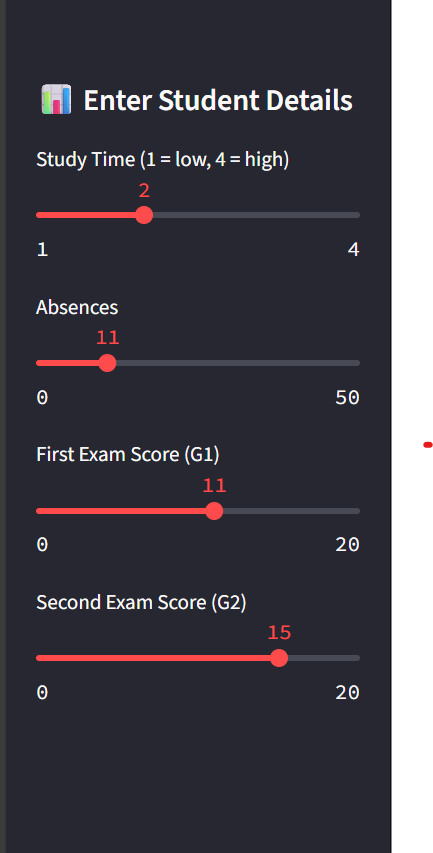 Enter Student Details
Study Time (1 = low, 4 = high)
2
1 4
Absences
11
0 50
First Exam Score (G1)
11
0 20
Second Exam Score (G2)
15
0 20